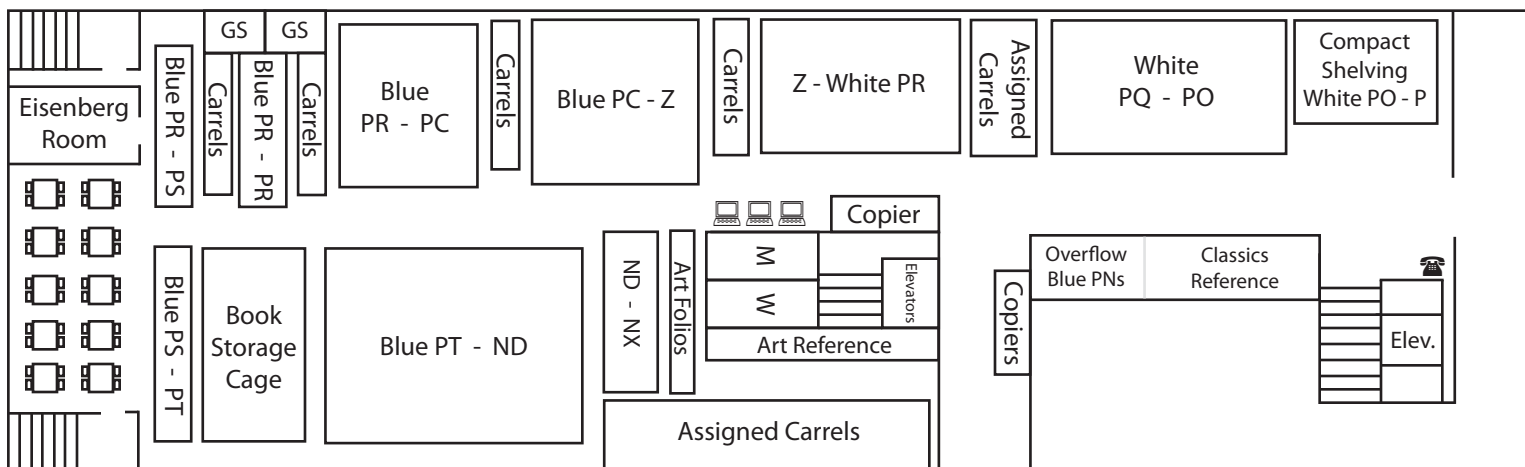 GS
GS
Eisenberg
Room
Blue PR - PS
Carrels
Blue PR - PR
Carrels
Blue
PR - PC
Carrels
Blue PC - Z
Carrels
Z - White PR
Assigned
Carrels
White
PQ - PO
Compact
Shelving
White PO - P
Blue PS - PT
Book
Storage
Cage
Blue PT - ND
ND - NX
Art Folios
M
W
Copier
Elevators
Art Reference
Assigned Carrels
Copiers
Overflow
Blue PNs
Classics
Reference
Elev.